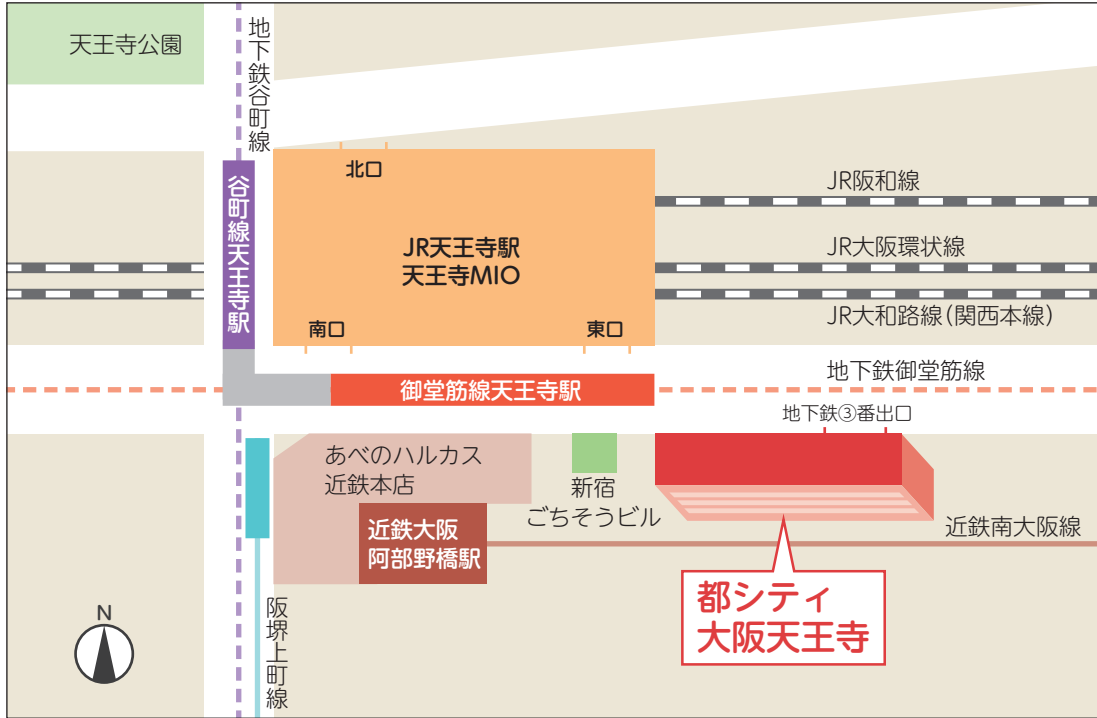 天王寺公園
地下鉄谷町線
北口
谷町線天王寺駅
JR天王寺駅
天王寺MIO
JR阪和線
JR大阪環状線
JR大和路線(関西本線)
南口
東口
地下鉄御堂筋線
御堂筋線天王寺駅
地下鉄③番出口
あべのハルカス
近鉄本店
新宿
ごちそうビル
近鉄大阪
阿部野橋駅
近鉄南大阪線
都シティ
大阪天王寺
阪堺上町線
N